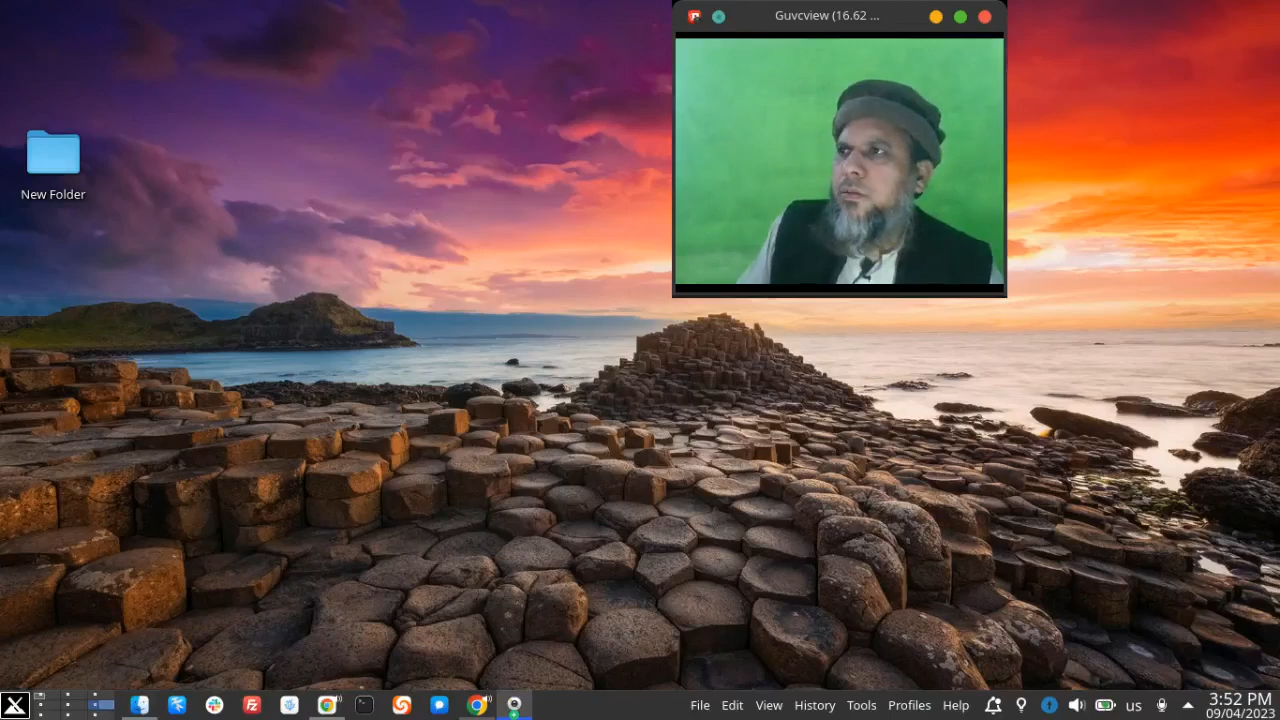 Guvcview (16.62 ...
New Folder
File Edit View History Tools Profiles Help
us
3:52 PM
09/04/2023